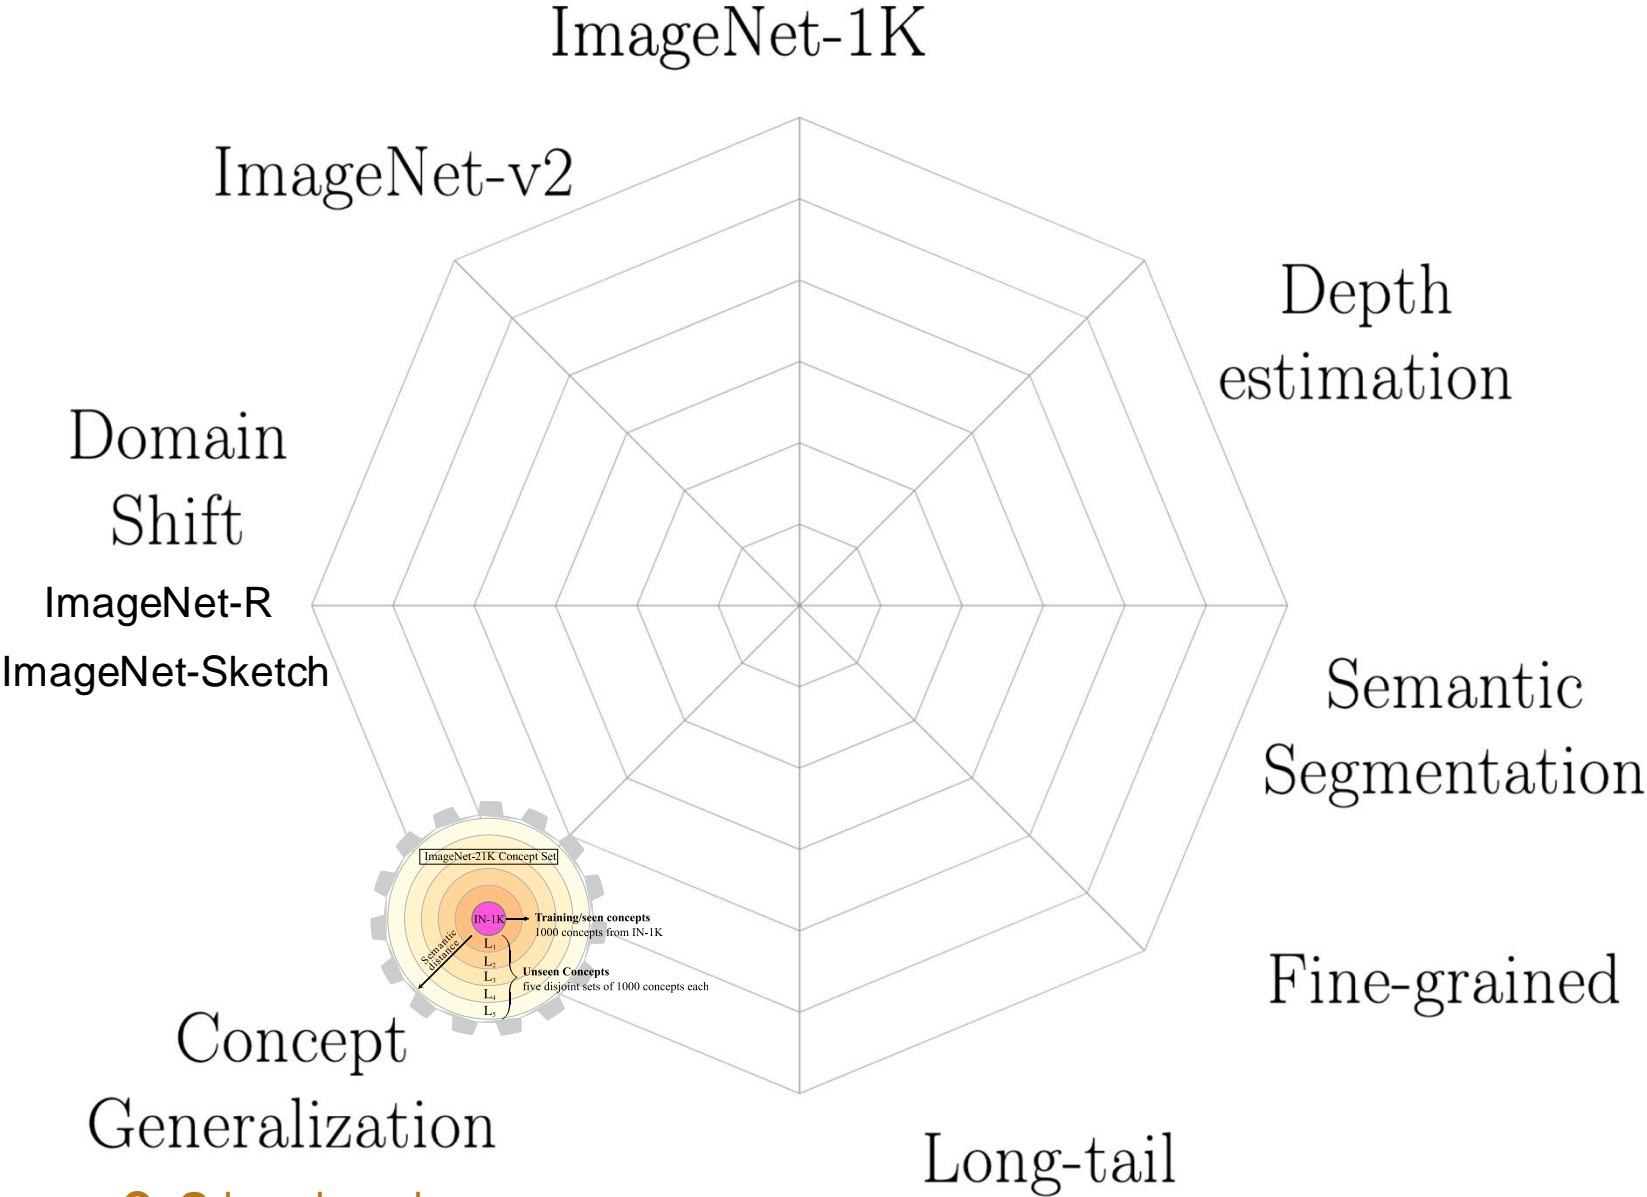 ImageNet-1K
ImageNet-v2
Depth
estimation
Domain
Shift
ImageNet-R
ImageNet-Sketch
Semantic
Segmentation
ImageNet-21K Concept Set
IN-1K
Training/seen concepts
1000 concepts from IN-1K
Semantic
distance
L₁
L₂
L₃
L₄
L₅
Unseen Concepts
five disjoint sets of 1000 concepts each
Fine-grained
Concept
Generalization
Long-tail